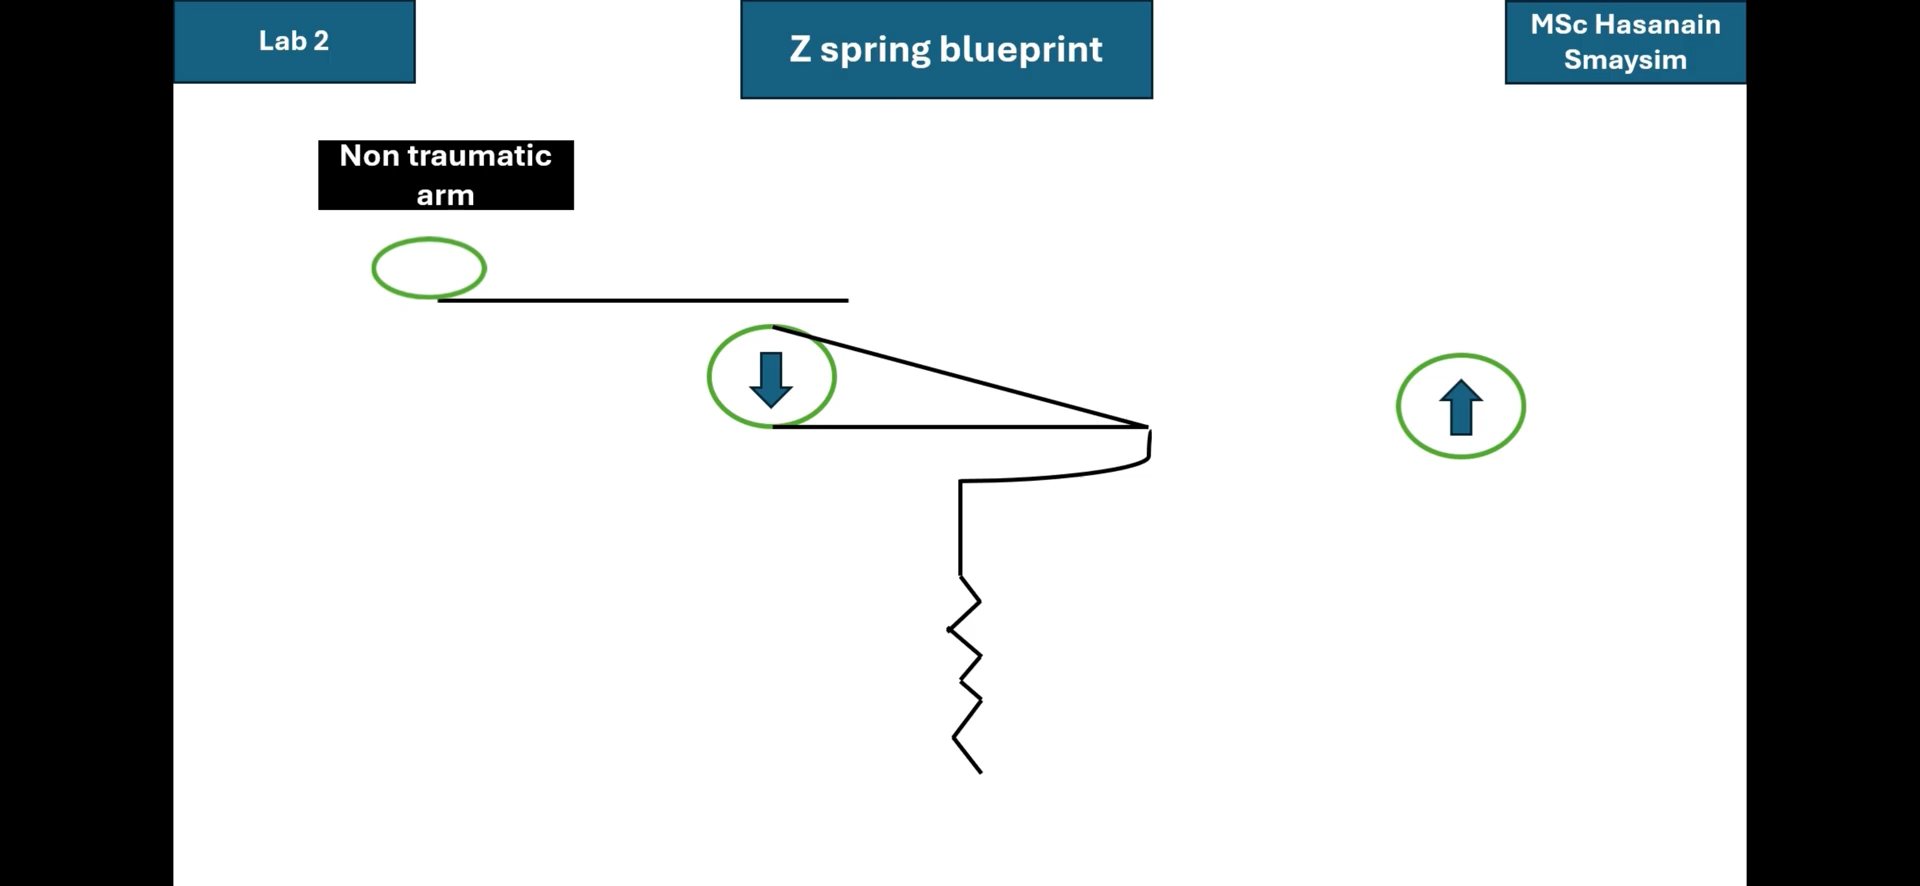 Lab 2
Z spring blueprint
MSc Hasanain
Smaysim
Non traumatic
arm